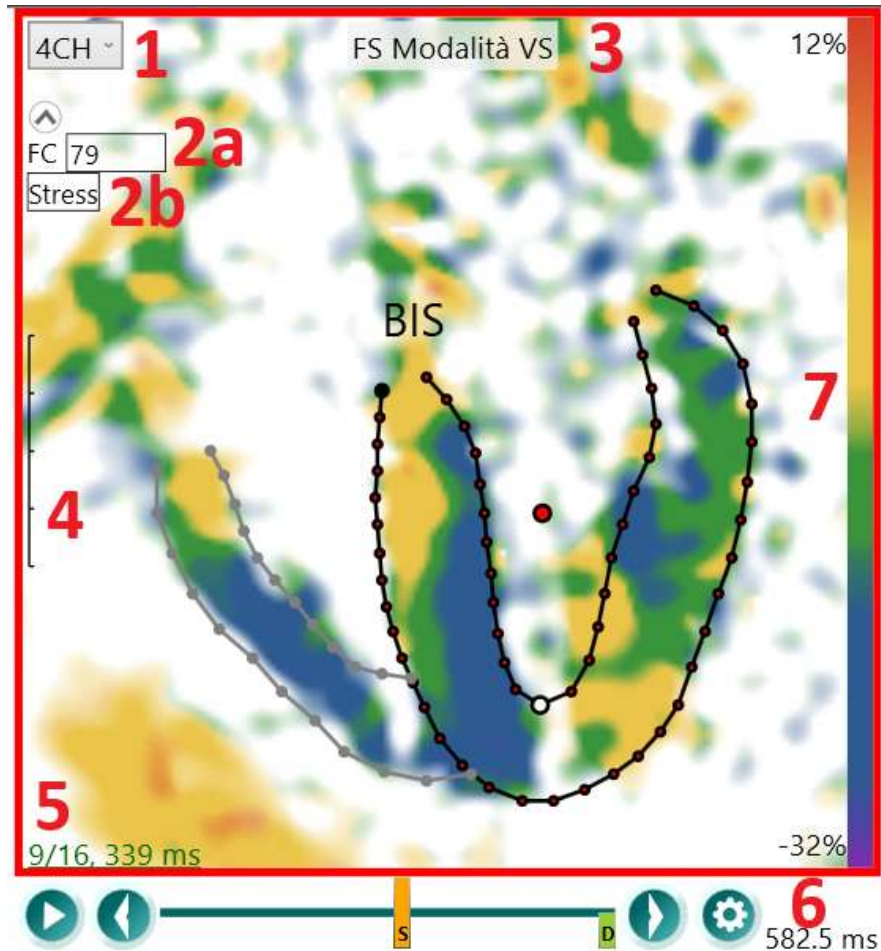 4CH
1
FS Modalità VS
3
12%
FC 79
2a
Stress
2b
BIS
7
4
5
9/16, 339 ms
-32%
S
D
6
582.5 ms